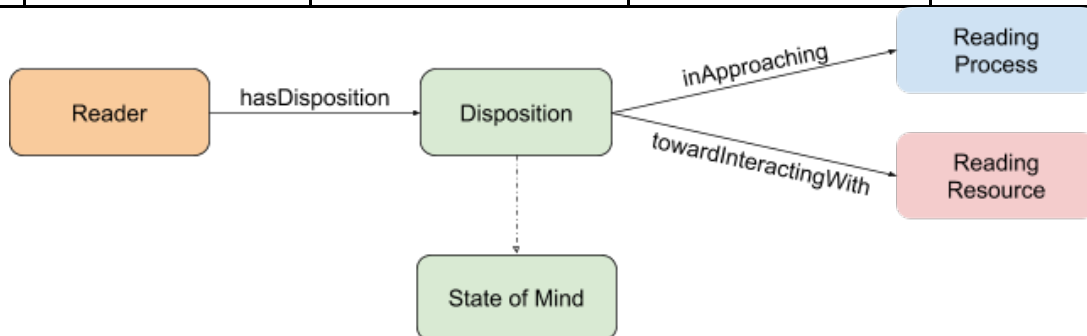 Reader
hasDisposition
Disposition
inApproaching
towardInteractingWith
Reading
Process
Reading
Resource
State of Mind